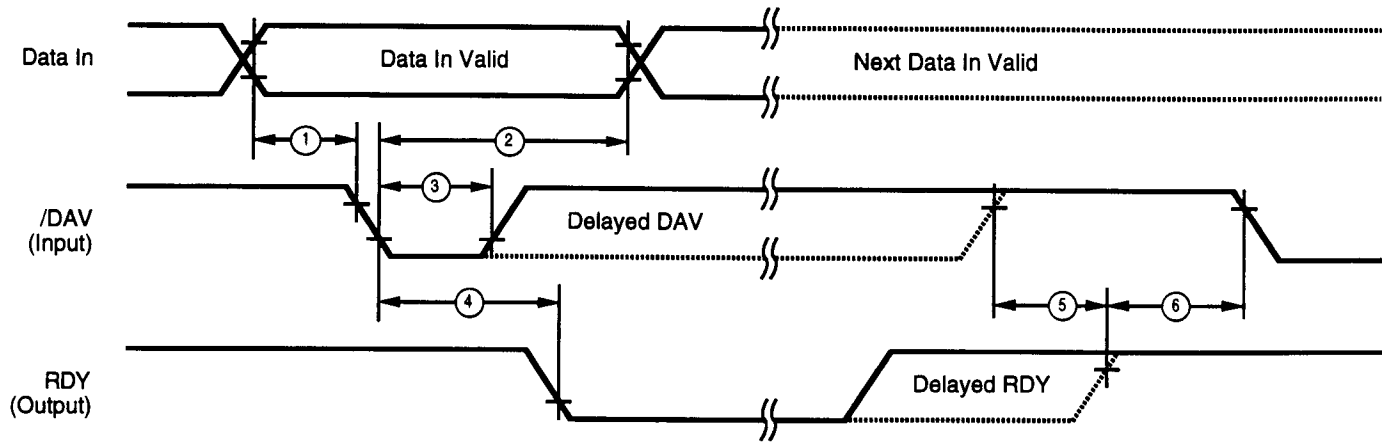 Data In
Data In Valid
Next Data In Valid
1
2
3
/DAV
(Input)
Delayed DAV
4
5
6
RDY
(Output)
Delayed RDY